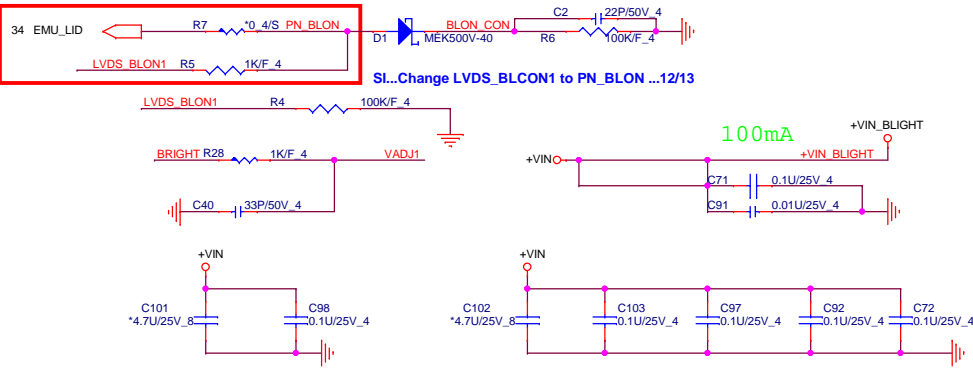 C2 22P/50V_4
34 EMU_LID R7 *0_4/S PN_BLON BLON_CON
D1 MEK500V-40 R6 100K/F_4
LVDS_BLON1 R5 1K/F_4
SI...Change LVDS_BLCON1 to PN_BLON ...12/13
LVDS_BLON1 R4 100K/F_4
100mA +VIN_BLIGHT
BRIGHT R28 1K/F_4 VADJ1 +VIN +VIN_BLIGHT
C71 0.1U/25V_4
C40 33P/50V_4 C91 0.01U/25V_4
+VIN +VIN
C101 C98 C102 C103 C97 C92 C72
*4.7U/25V_8 0.1U/25V_4 *4.7U/25V_8 0.1U/25V_4 0.1U/25V_4 0.1U/25V_4 0.1U/25V_4